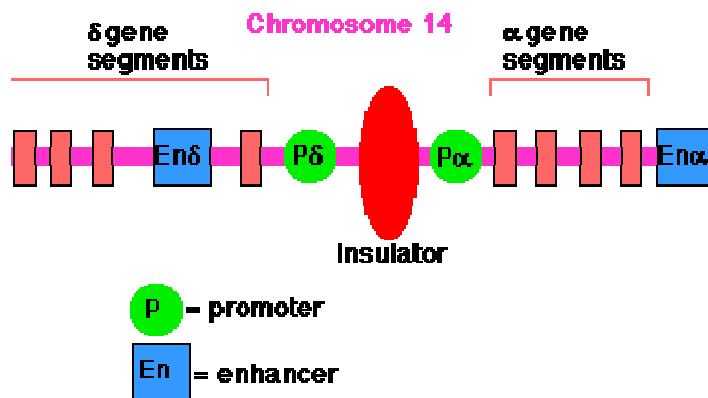 Chromosome 14
δ gene
segments
α gene
segments
Enδ
Pδ
Pα
Enα
Insulator
P = promoter
En = enhancer